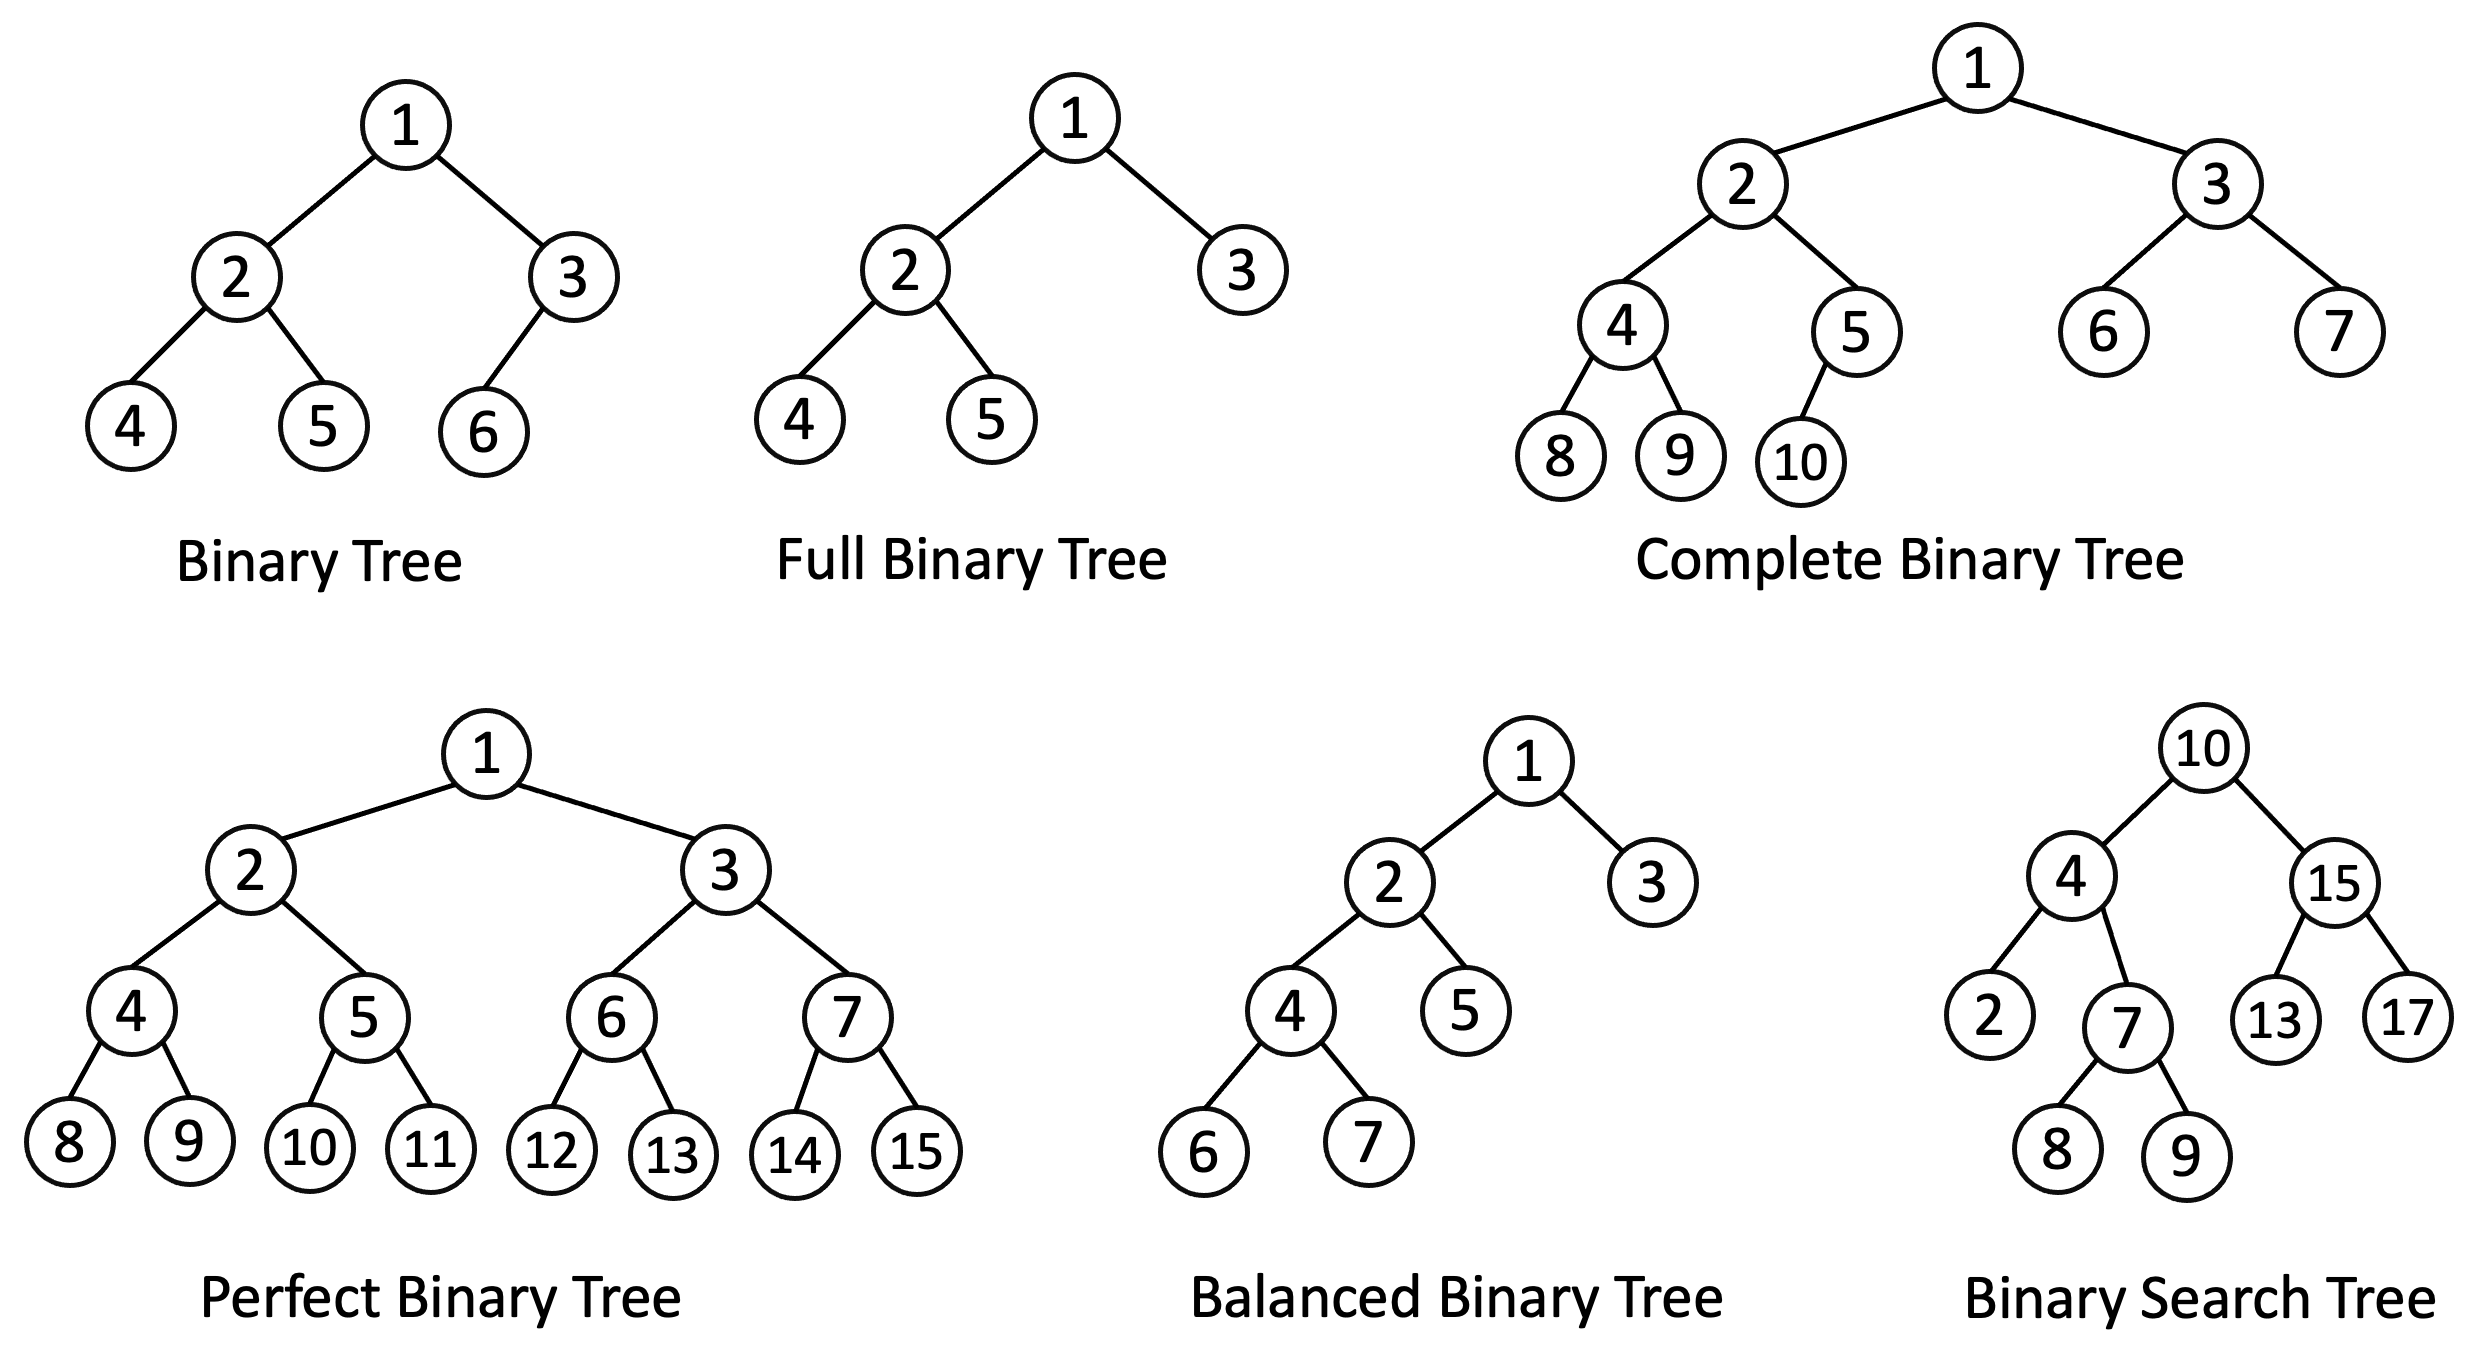 1
2 3
4 5 6
Binary Tree
1
2 3
4 5
Full Binary Tree
1
2 3
4 5 6 7
8 9 10
Complete Binary Tree
1
2 3
4 5 6 7
8 9 10 11 12 13 14 15
Perfect Binary Tree
1
2 3
4 5
6 7
Balanced Binary Tree
10
4 15
2 7 13 17
8 9
Binary Search Tree